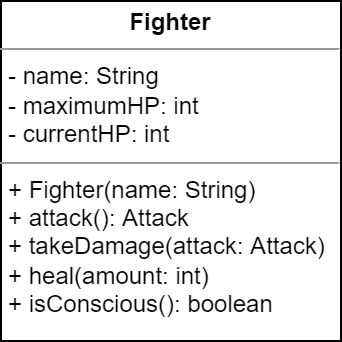 Fighter
- name: String
- maximumHP: int
- currentHP: int
+ Fighter(name: String)
+ attack(): Attack
+ takeDamage(attack: Attack)
+ heal(amount: int)
+ isConscious(): boolean